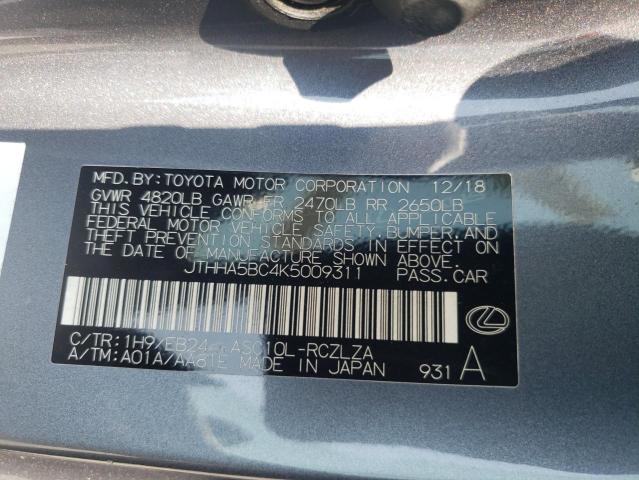 MFD.BY:TOYOTA MOTOR CORPORATION 12/18
GVWR 4820LB GAWR FR 2470LB RR 2650LB
THIS VEHICLE CONFORMS TO ALL APPLICABLE
FEDERAL MOTOR VEHICLE SAFETY, BUMPER, AND
THEFT PREVENTION STANDARDS IN EFFECT ON
THE DATE OF MANUFACTURE SHOWN ABOVE.
JTHHA5BC4K5009311 PASS.CAR
C/TR:1H9/EB24 ASC10L-RCZLZA
A/TM:A01A/AA81E MADE IN JAPAN 931 A